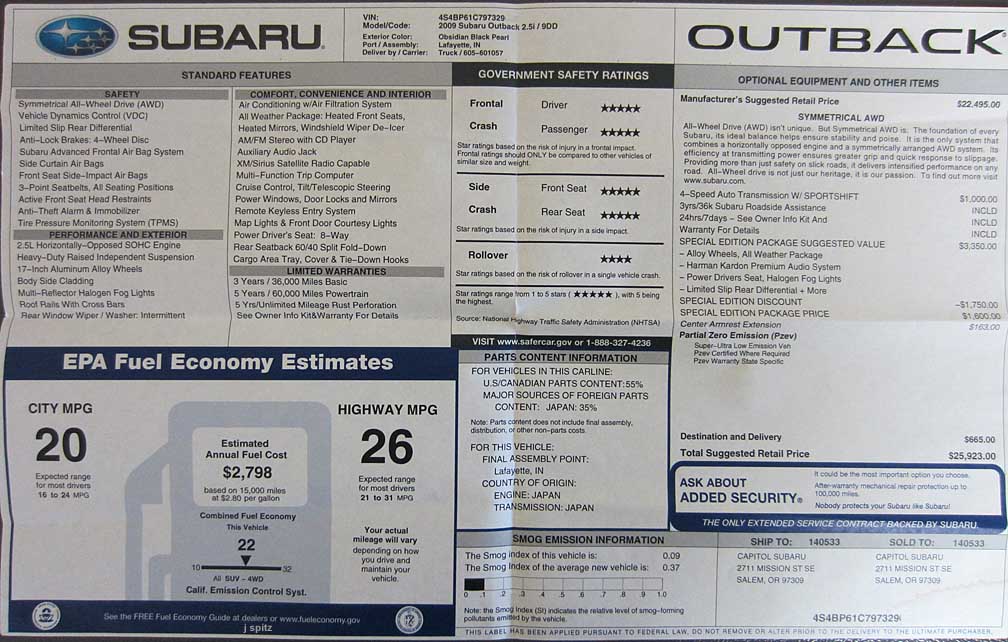 SUBARU
VIN: 4S4BP61C797329
Model/Code: 2009 Subaru Outback 2.5i / 9DD
Exterior Color: Obsidian Black Pearl
Port / Assembly: Lafayette, IN
Deliver by / Carrier: Truck / 605-601057
OUTBACK
STANDARD FEATURES
SAFETY
Symmetrical All-Wheel Drive (AWD)
Vehicle Dynamics Control (VDC)
Limited Slip Rear Differential
Anti-Lock Brakes: 4-Wheel Disc
Subaru Advanced Frontal Air Bag System
Side Curtain Air Bags
Front Seat Side-Impact Air Bags
3-Point Seatbelts, All Seating Positions
Active Front Seat Head Restraints
Anti-Theft Alarm & Immobilizer
Tire Pressure Monitoring System (TPMS)
PERFORMANCE AND EXTERIOR
2.5L Horizontally-Opposed SOHC Engine
Heavy-Duty Raised Independent Suspension
17-Inch Aluminum Alloy Wheels
Body Side Cladding
Multi-Reflector Halogen Fog Lights
Roof Rails With Cross Bars
Rear Window Wiper / Washer: Intermittent
COMFORT, CONVENIENCE AND INTERIOR
Air Conditioning w/Air Filtration System
All Weather Package: Heated Front Seats,
Heated Mirrors, Windshield Wiper De-Icer
AM/FM Stereo with CD Player
Auxiliary Audio Jack
XM/Sirius Satellite Radio Capable
Multi-Function Trip Computer
Cruise Control, Tilt/Telescopic Steering
Power Windows, Door Locks and Mirrors
Remote Keyless Entry System
Map Lights & Front Door Courtesy Lights
Power Driver's Seat: 8-Way
Rear Seatback 60/40 Split Fold-Down
Cargo Area Tray, Cover & Tie-Down Hooks
LIMITED WARRANTIES
3 Years / 36,000 Miles Basic
5 Years / 60,000 Miles Powertrain
5 Yrs/Unlimited Mileage Rust Perforation
See Owner Info Kit&Warranty For Details
GOVERNMENT SAFETY RATINGS
Frontal Driver ★★★★★
Crash Passenger ★★★★★
Star ratings based on the risk of injury in a frontal impact.
Frontal ratings should ONLY be compared to other vehicles of
similar size and weight.
Side Front Seat ★★★★★
Crash Rear Seat ★★★★★
Star ratings based on the risk of injury in a side impact.
Rollover ★★★★
Star ratings based on the risk of rollover in a single vehicle crash.
Star ratings range from 1 to 5 stars (★★★★★), with 5 being
the highest.
Source: National Highway Traffic Safety Administration (NHTSA)
VISIT www.safercar.gov or 1-888-327-4236
OPTIONAL EQUIPMENT AND OTHER ITEMS
Manufacturer's Suggested Retail Price $22,495.00
SYMMETRICAL AWD
All-Wheel Drive (AWD) isn't unique. But Symmetrical AWD is. The foundation of every
Subaru, its ideal balance helps ensure stability and poise. It is the only system that
combines a horizontally opposed engine and a symmetrically arranged AWD system. Its
efficiency at transmitting power ensures greater grip and quick response to slippage.
Providing more than just safety on slick roads, it delivers intensified performance on any
road. All-Wheel drive is not just our heritage, it is our passion. To find out more visit
www.subaru.com.
4-Speed Auto Transmission W/ SPORTSHIFT $1,000.00
3yrs/36k Subaru Roadside Assistance INCLD
24hrs/7days - See Owner Info Kit And INCLD
Warranty For Details INCLD
SPECIAL EDITION PACKAGE SUGGESTED VALUE $3,350.00
- Alloy Wheels, All Weather Package
- Harman Kardon Premium Audio System
- Power Drivers Seat, Halogen Fog Lights
- Limited Slip Rear Differential + More
SPECIAL EDITION DISCOUNT -$1,750.00
SPECIAL EDITION PACKAGE PRICE $1,600.00
Center Armrest Extension $163.00
Partial Zero Emission (Pzev)
Super-Ultra Low Emission Veh
Pzev Certified Where Required
Pzev Warranty State Specific
Destination and Delivery $665.00
Total Suggested Retail Price $25,923.00
ASK ABOUT
ADDED SECURITY®
It could be the most important option you choose.
After-warranty mechanical repair protection up to
100,000 miles.
Nobody protects your Subaru like Subaru!
THE ONLY EXTENDED SERVICE CONTRACT BACKED BY SUBARU.
EPA Fuel Economy Estimates
CITY MPG
20
Expected range
for most drivers
16 to 24 MPG
Estimated
Annual Fuel Cost
$2,798
based on 15,000 miles
at $2.80 per gallon
Combined Fuel Economy
This Vehicle
22
10 32
All SUV - 4WD
Calif. Emission Control Syst.
HIGHWAY MPG
26
Expected range
for most drivers
21 to 31 MPG
Your actual
mileage will vary
depending on how
you drive and
maintain your
vehicle.
See the FREE Fuel Economy Guide at dealers or www.fueleconomy.gov
j spitz
PARTS CONTENT INFORMATION
FOR VEHICLES IN THIS CARLINE:
U.S/CANADIAN PARTS CONTENT:55%
MAJOR SOURCES OF FOREIGN PARTS
CONTENT: JAPAN: 35%
Note: Parts content does not include final assembly,
distribution, or other non-parts costs.
FOR THIS VEHICLE:
FINAL ASSEMBLY POINT:
Lafayette, IN
COUNTRY OF ORIGIN:
ENGINE: JAPAN
TRANSMISSION: JAPAN
SMOG EMISSION INFORMATION
The Smog Index of this vehicle is: 0.09
The Smog Index of the average new vehicle is: 0.37
0 .1 .2 .3 .4 .5 .6 .7 .8 .9 1.0
Note: the Smog Index (SI) indicates the relative level of smog-forming
pollutants emitted by the vehicle.
SHIP TO: 140533
CAPITOL SUBARU
2711 MISSION ST SE
SALEM, OR 97309
SOLD TO: 140533
CAPITOL SUBARU
2711 MISSION ST SE
SALEM, OR 97309
4S4BP61C797329
THIS LABEL HAS BEEN APPLIED PURSUANT TO FEDERAL LAW, DO NOT REMOVE OR ALTER PRIOR TO THE DELIVERY TO THE ULTIMATE PURCHASER.